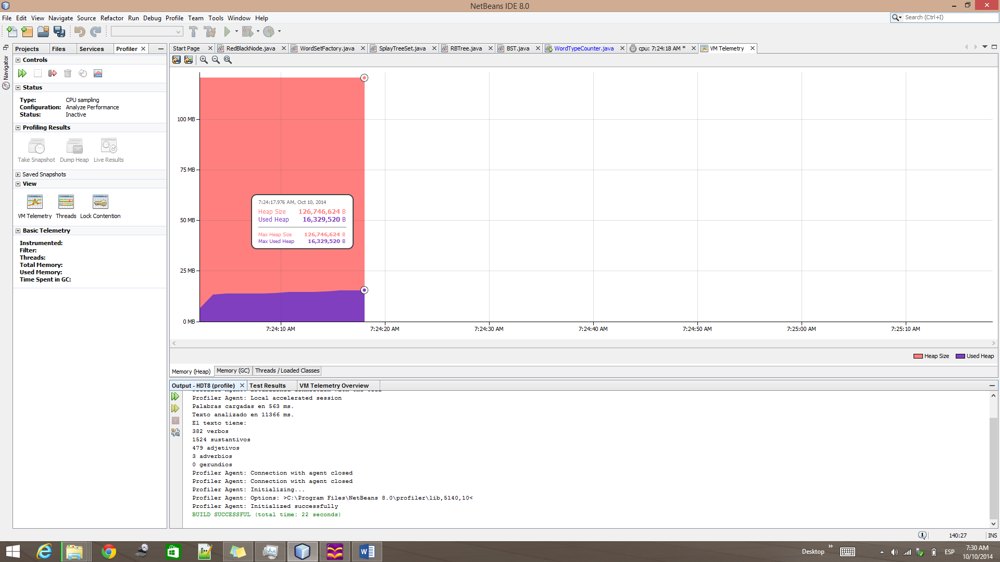 NetBeans IDE 8.0
File Edit View Navigate Source Refactor Run Debug Profile Team Tools Window Help
Search (Ctrl+I)
Navigator
Projects Files Services Profiler
Start Page RedBlackNode.java WordSetFactory.java SplayTreeSet.java RBTree.java BST.java WordTypeCounter.java cpu: 7:24:18 AM * VM Telemetry
Controls
Status
Type: CPU sampling
Configuration: Analyze Performance
Status: Inactive
Profiling Results
Take Snapshot Dump Heap Live Results
Saved Snapshots
View
VM Telemetry Threads Lock Contention
Basic Telemetry
Instrumented:
Filter:
Threads:
Total Memory:
Used Memory:
Time Spent in GC:
100 MB
75 MB
50 MB
25 MB
0 MB
7:24:17.976 AM, Oct 10, 2014
Heap Size 126,746,624 B
Used Heap 16,329,520 B
Max Heap Size 126,746,624 B
Max Used Heap 16,329,520 B
7:24:10 AM 7:24:20 AM 7:24:30 AM 7:24:40 AM 7:24:50 AM 7:25:00 AM 7:25:10 AM
Heap Size Used Heap
Memory (Heap) Memory (GC) Threads / Loaded Classes
Output - HDT8 (profile) Test Results VM Telemetry Overview
Profiler Agent: Local accelerated session
Palabras cargadas en 563 ms.
Texto analizado en 11366 ms.
El texto tiene:
382 verbos
1524 sustantivos
479 adjetivos
3 adverbios
0 gerundios
Profiler Agent: Connection with agent closed
Profiler Agent: Connection with agent closed
Profiler Agent: Initializing...
Profiler Agent: Options: >C:\Program Files\NetBeans 8.0\profiler\lib,5140,10<
Profiler Agent: Initialized successfully
BUILD SUCCESSFUL (total time: 22 seconds)
1 140:27 INS
Desktop ESP 7:30 AM
10/10/2014